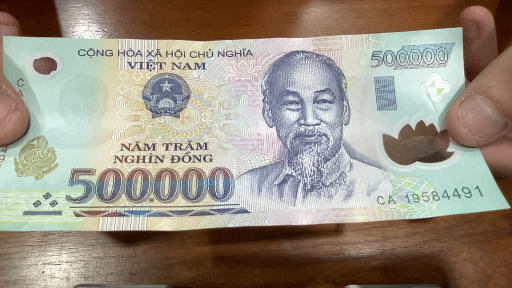 CỘNG HÒA XÃ HỘI CHỦ NGHĨA
VIỆT NAM
500000
NĂM TRĂM
NGHÌN ĐỒNG
500000
CA 19584491